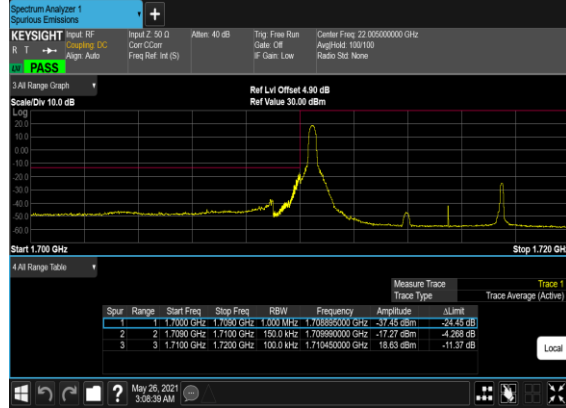 Spectrum Analyzer 1
Spurious Emissions
+
KEYSIGHT Input: RF Input Z: 50 Ω Atten: 40 dB Trig: Free Run Center Freq: 22.005000000 GHz
R T Coupling: DC Corr CCorr Gate: Off Avg|Hold: 100/100
Align: Auto Freq Ref: Int (S) IF Gain: Low Radio Std: None
PASS
3 All Range Graph
Ref Lvl Offset 4.90 dB
Scale/Div 10.0 dB Ref Value 30.00 dBm
Log
20.0
10.0
0.00
-10.0
-20.0
-30.0
-40.0
-50.0
-60.0
Start 1.700 GHz Stop 1.720 GHz
4 All Range Table
Measure Trace Trace 1
Trace Type Trace Average (Active)
Spur Range Start Freq Stop Freq RBW Frequency Amplitude ΔLimit
1 1 1.7000 GHz 1.7090 GHz 1.000 MHz 1.708895000 GHz -37.45 dBm -24.45 dB
2 2 1.7090 GHz 1.7100 GHz 150.0 kHz 1.709990000 GHz -17.27 dBm -4.268 dB
3 3 1.7100 GHz 1.7200 GHz 100.0 kHz 1.710450000 GHz 18.63 dBm -11.37 dB
Local
? May 26, 2021
3:08:39 AM